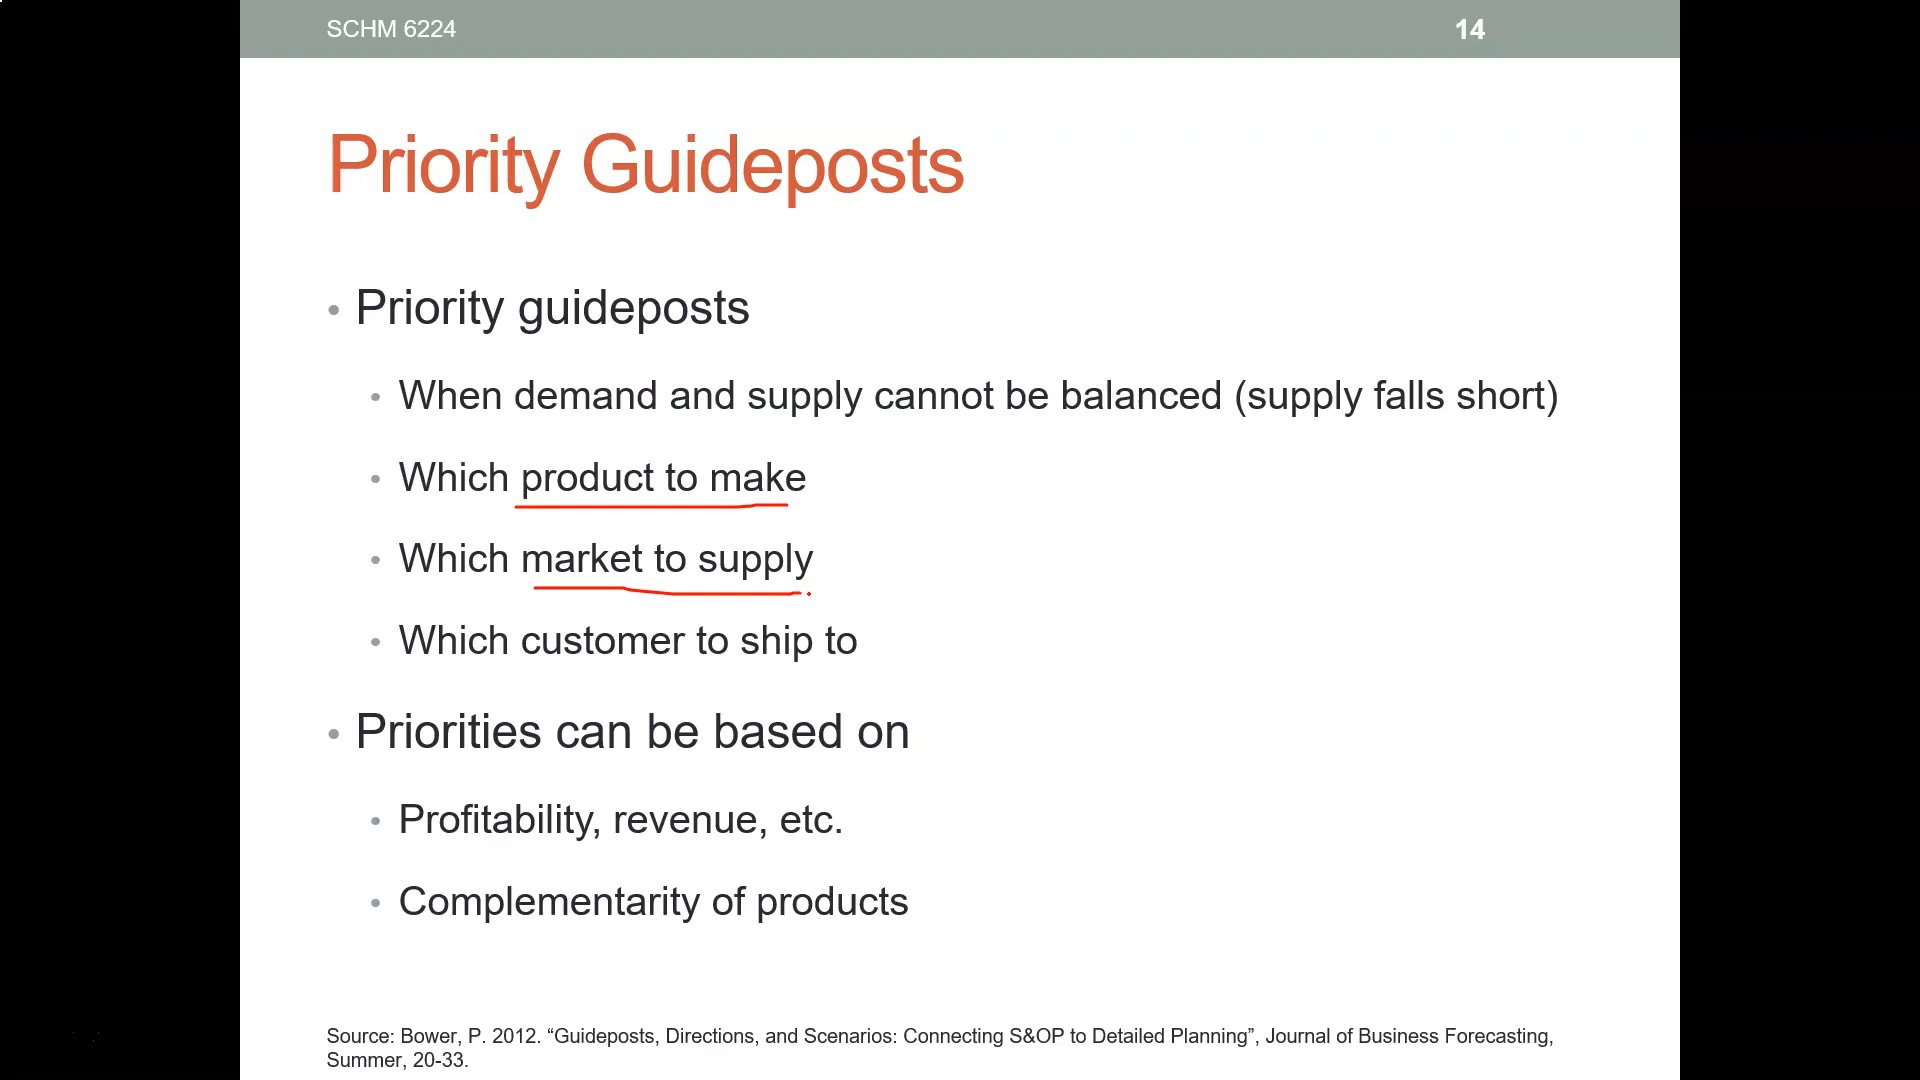 SCHM 6224
14
Priority Guideposts
• Priority guideposts
• When demand and supply cannot be balanced (supply falls short)
• Which product to make
• Which market to supply
• Which customer to ship to
• Priorities can be based on
• Profitability, revenue, etc.
• Complementarity of products
Source: Bower, P. 2012. “Guideposts, Directions, and Scenarios: Connecting S&OP to Detailed Planning”, Journal of Business Forecasting,
Summer, 20-33.